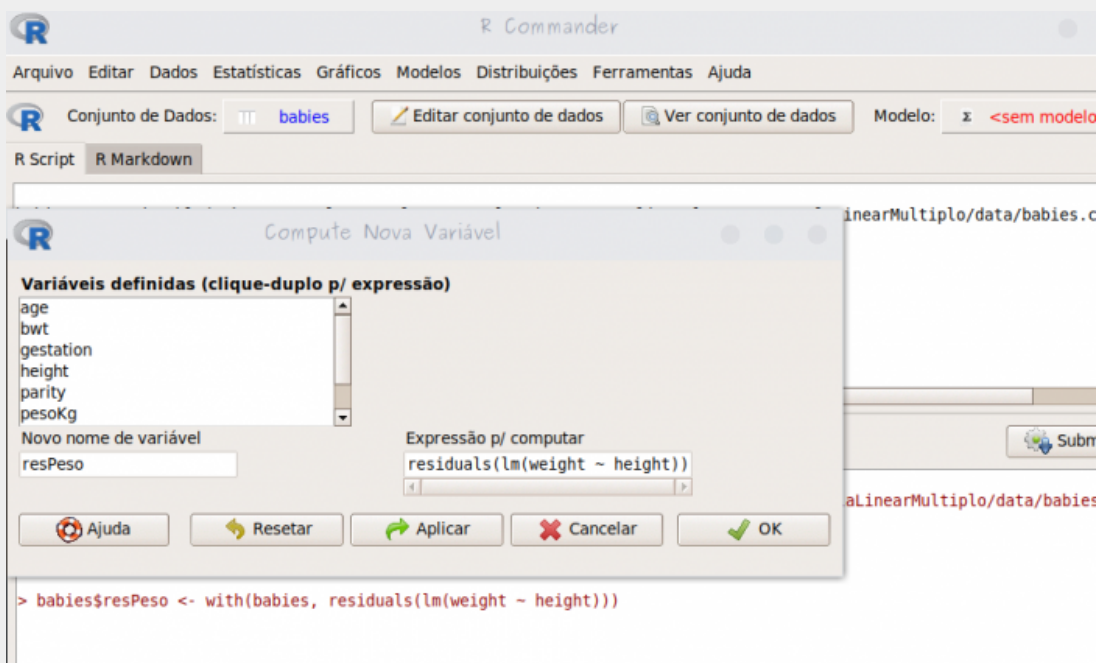 R Commander
Arquivo Editar Dados Estatísticas Gráficos Modelos Distribuições Ferramentas Ajuda
R Conjunto de Dados: babies Editar conjunto de dados Ver conjunto de dados Modelo: Σ <sem modelo
R Script R Markdown
inearMultiplo/data/babies.c
R Compute Nova Variável
Variáveis definidas (clique-duplo p/ expressão)
age
bwt
gestation
height
parity
pesoKg
Novo nome de variável Expressão p/ computar
resPeso residuals(lm(weight ~ height))
Subm
Ajuda Resetar Aplicar Cancelar OK
aLinearMultiplo/data/babies
> babies$resPeso <- with(babies, residuals(lm(weight ~ height)))